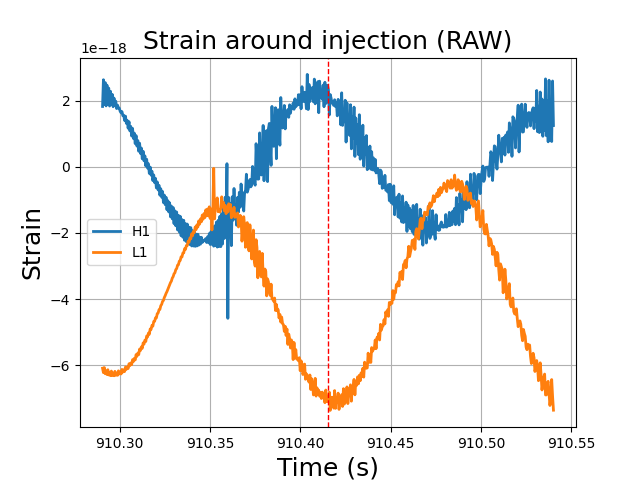 Strain around injection (RAW)
1e−18
2
0
−2
−4
−6
Strain
H1
L1
910.30 910.35 910.40 910.45 910.50 910.55
Time (s)